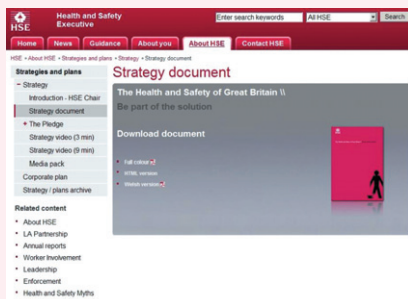 HSE
Health and Safety
Executive
Enter search keywords
All HSE
Search
Home
News
Guidance
About you
About HSE
Contact HSE
HSE • About HSE • Strategies and plans • Strategy • Strategy document
Strategies and plans
− Strategy
Introduction - HSE Chair
Strategy document
+ The Pledge
Strategy video (3 min)
Strategy video (9 min)
Media pack
Corporate plan
Strategy / plans archive
Related content
• About HSE
• LA Partnership
• Annual reports
• Worker Involvement
• Leadership
• Enforcement
• Health and Safety Myths
Strategy document
The Health and Safety of Great Britain \\
Be part of the solution
Download document
• Full colour
• HTML version
• Welsh version